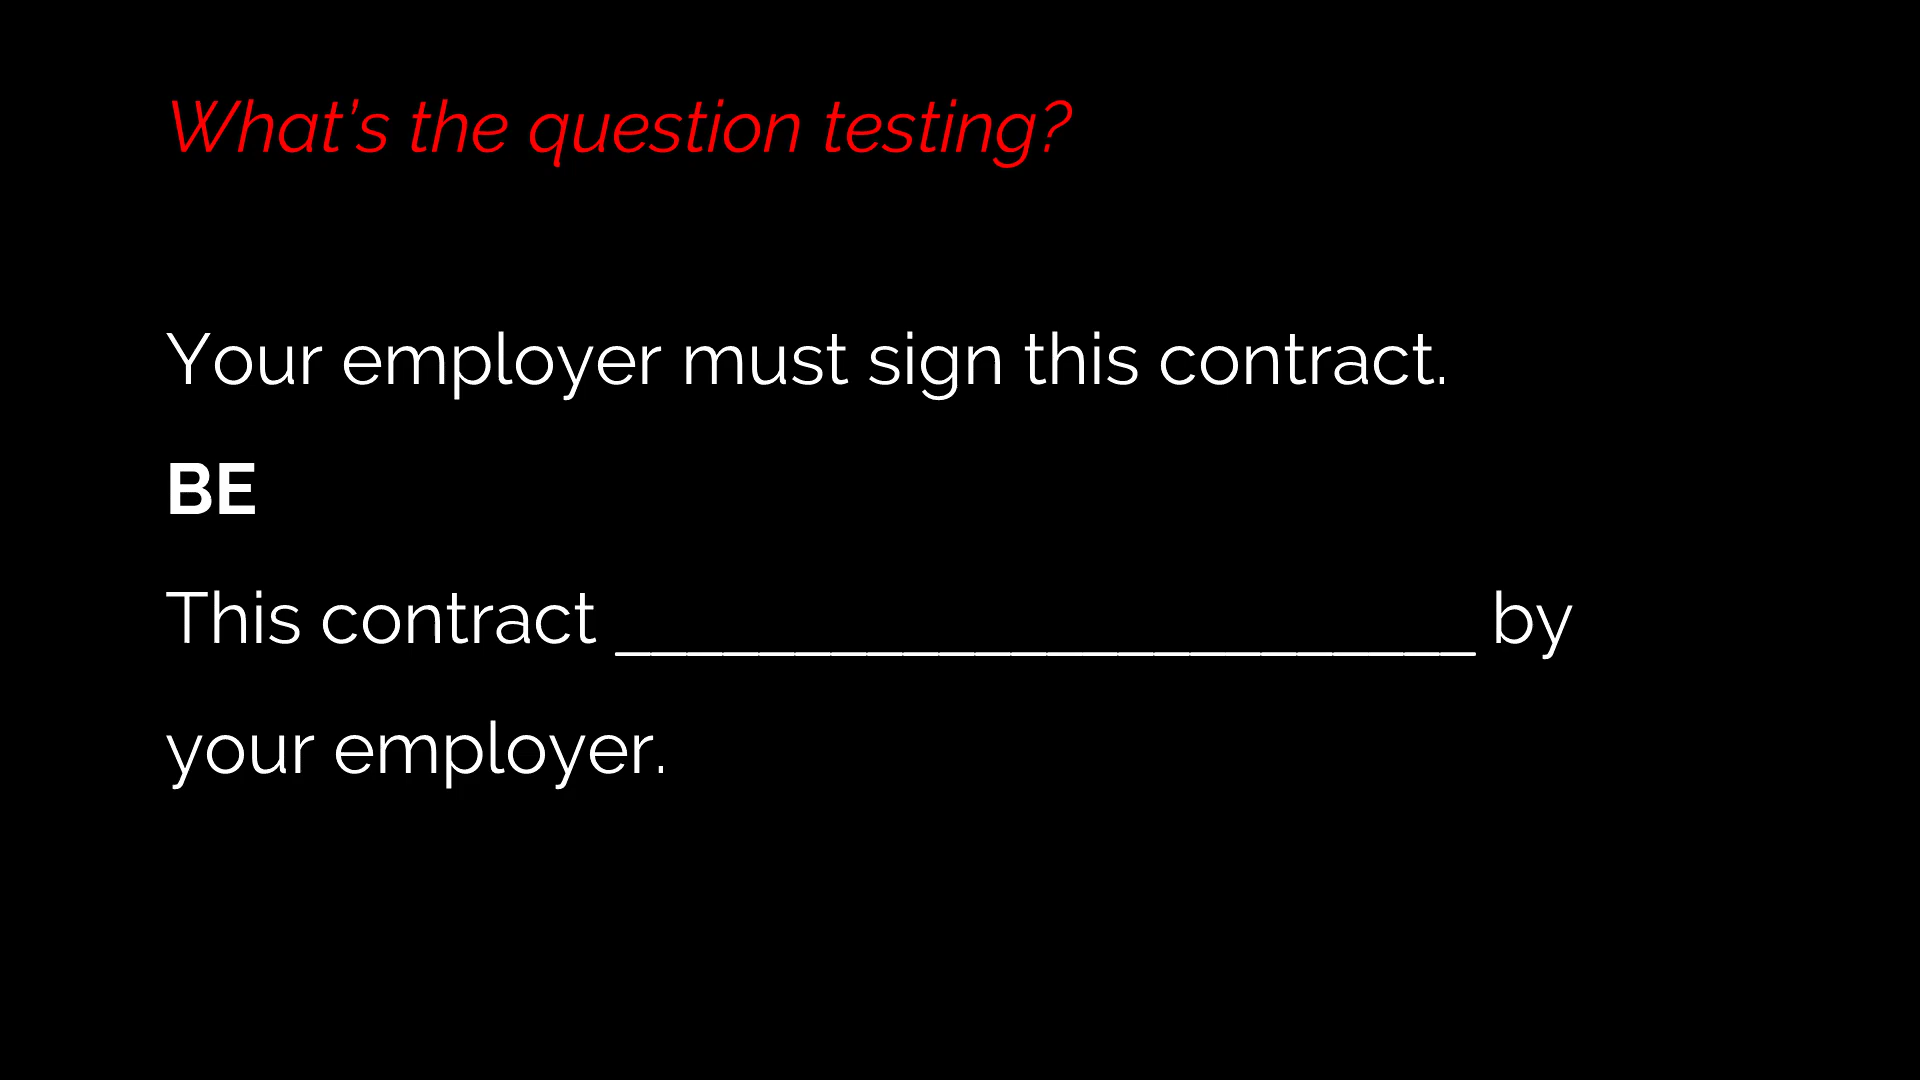 What's the question testing?
Your employer must sign this contract.
BE
This contract ________________________ by
your employer.